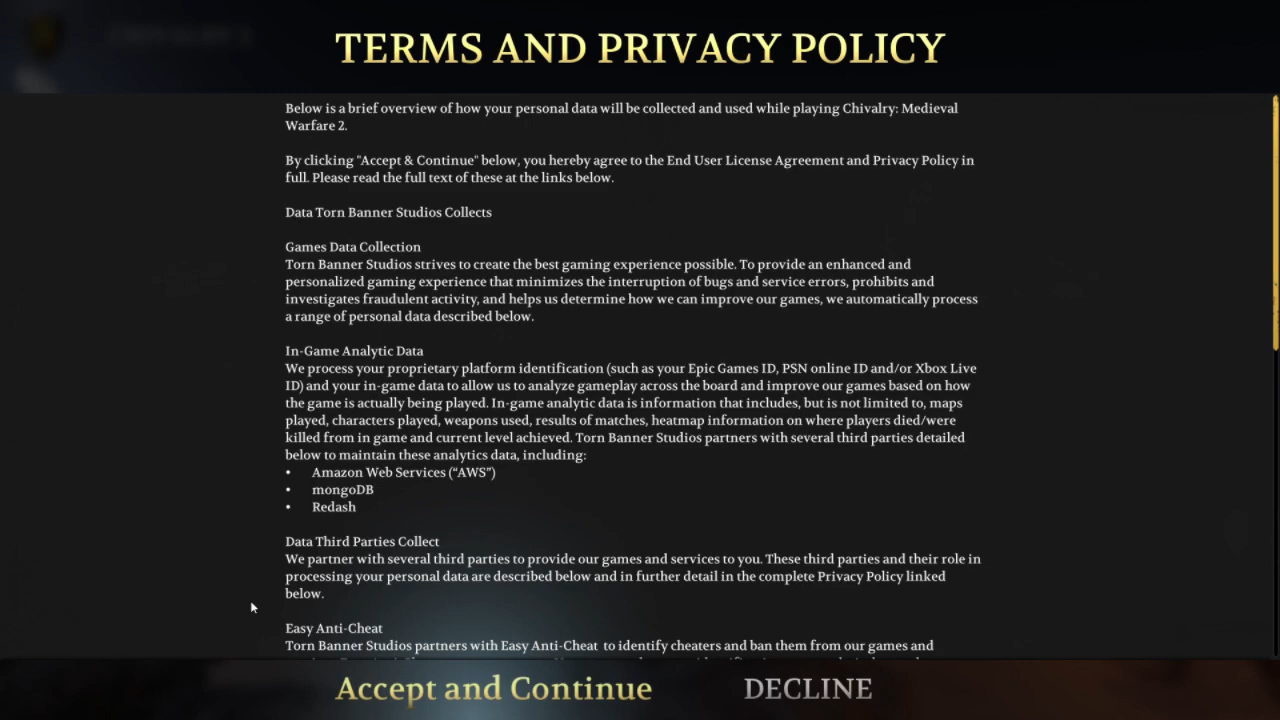 TERMS AND PRIVACY POLICY
Below is a brief overview of how your personal data will be collected and used while playing Chivalry: Medieval
Warfare 2.
By clicking "Accept & Continue" below, you hereby agree to the End User License Agreement and Privacy Policy in
full. Please read the full text of these at the links below.
Data Torn Banner Studios Collects
Games Data Collection
Torn Banner Studios strives to create the best gaming experience possible. To provide an enhanced and
personalized gaming experience that minimizes the interruption of bugs and service errors, prohibits and
investigates fraudulent activity, and helps us determine how we can improve our games, we automatically process
a range of personal data described below.
In-Game Analytic Data
We process your proprietary platform identification (such as your Epic Games ID, PSN online ID and/or Xbox Live
ID) and your in-game data to allow us to analyze gameplay across the board and improve our games based on how
the game is actually being played. In-game analytic data is information that includes, but is not limited to, maps
played, characters played, weapons used, results of matches, heatmap information on where players died/were
killed from in game and current level achieved. Torn Banner Studios partners with several third parties detailed
below to maintain these analytics data, including:
• Amazon Web Services (“AWS”)
• mongoDB
• Redash
Data Third Parties Collect
We partner with several third parties to provide our games and services to you. These third parties and their role in
processing your personal data are described below and in further detail in the complete Privacy Policy linked
below.
Easy Anti-Cheat
Torn Banner Studios partners with Easy Anti-Cheat to identify cheaters and ban them from our games and
Accept and Continue
DECLINE